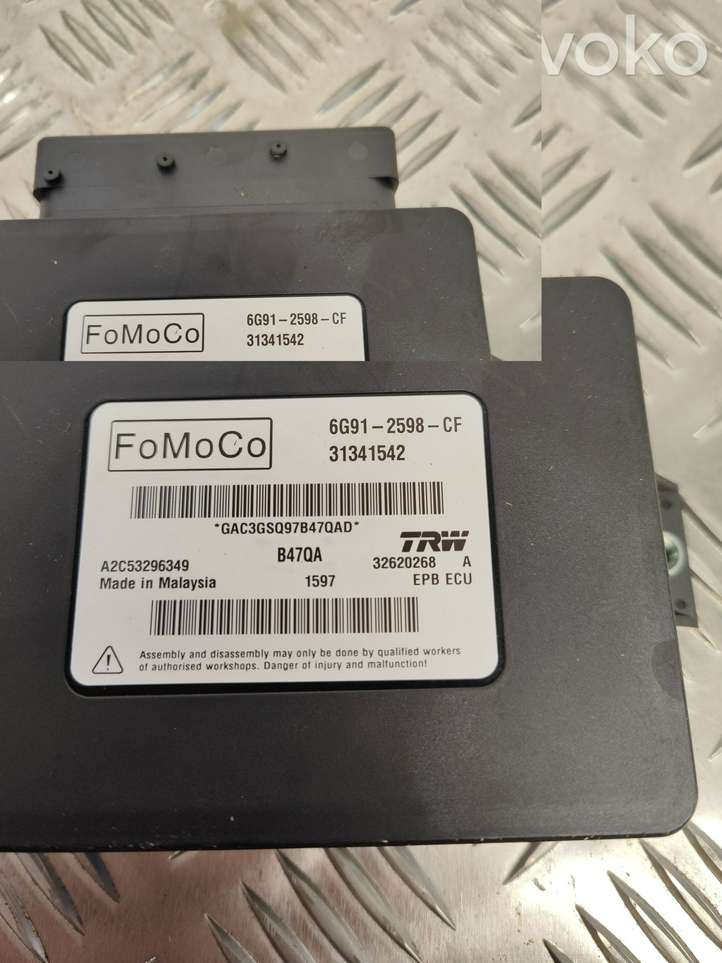 voko
FoMoCo
6G91-2598-CF
31341542
FoMoCo
6G91-2598-CF
31341542
*GAC3GSQ97B47QAD*
A2C53296349
B47QA
TRW
32620268 A
Made in Malaysia
1597
EPB ECU
Assembly and disassembly may only be done by qualified workers
of authorised workshops. Danger of injury and malfunction!